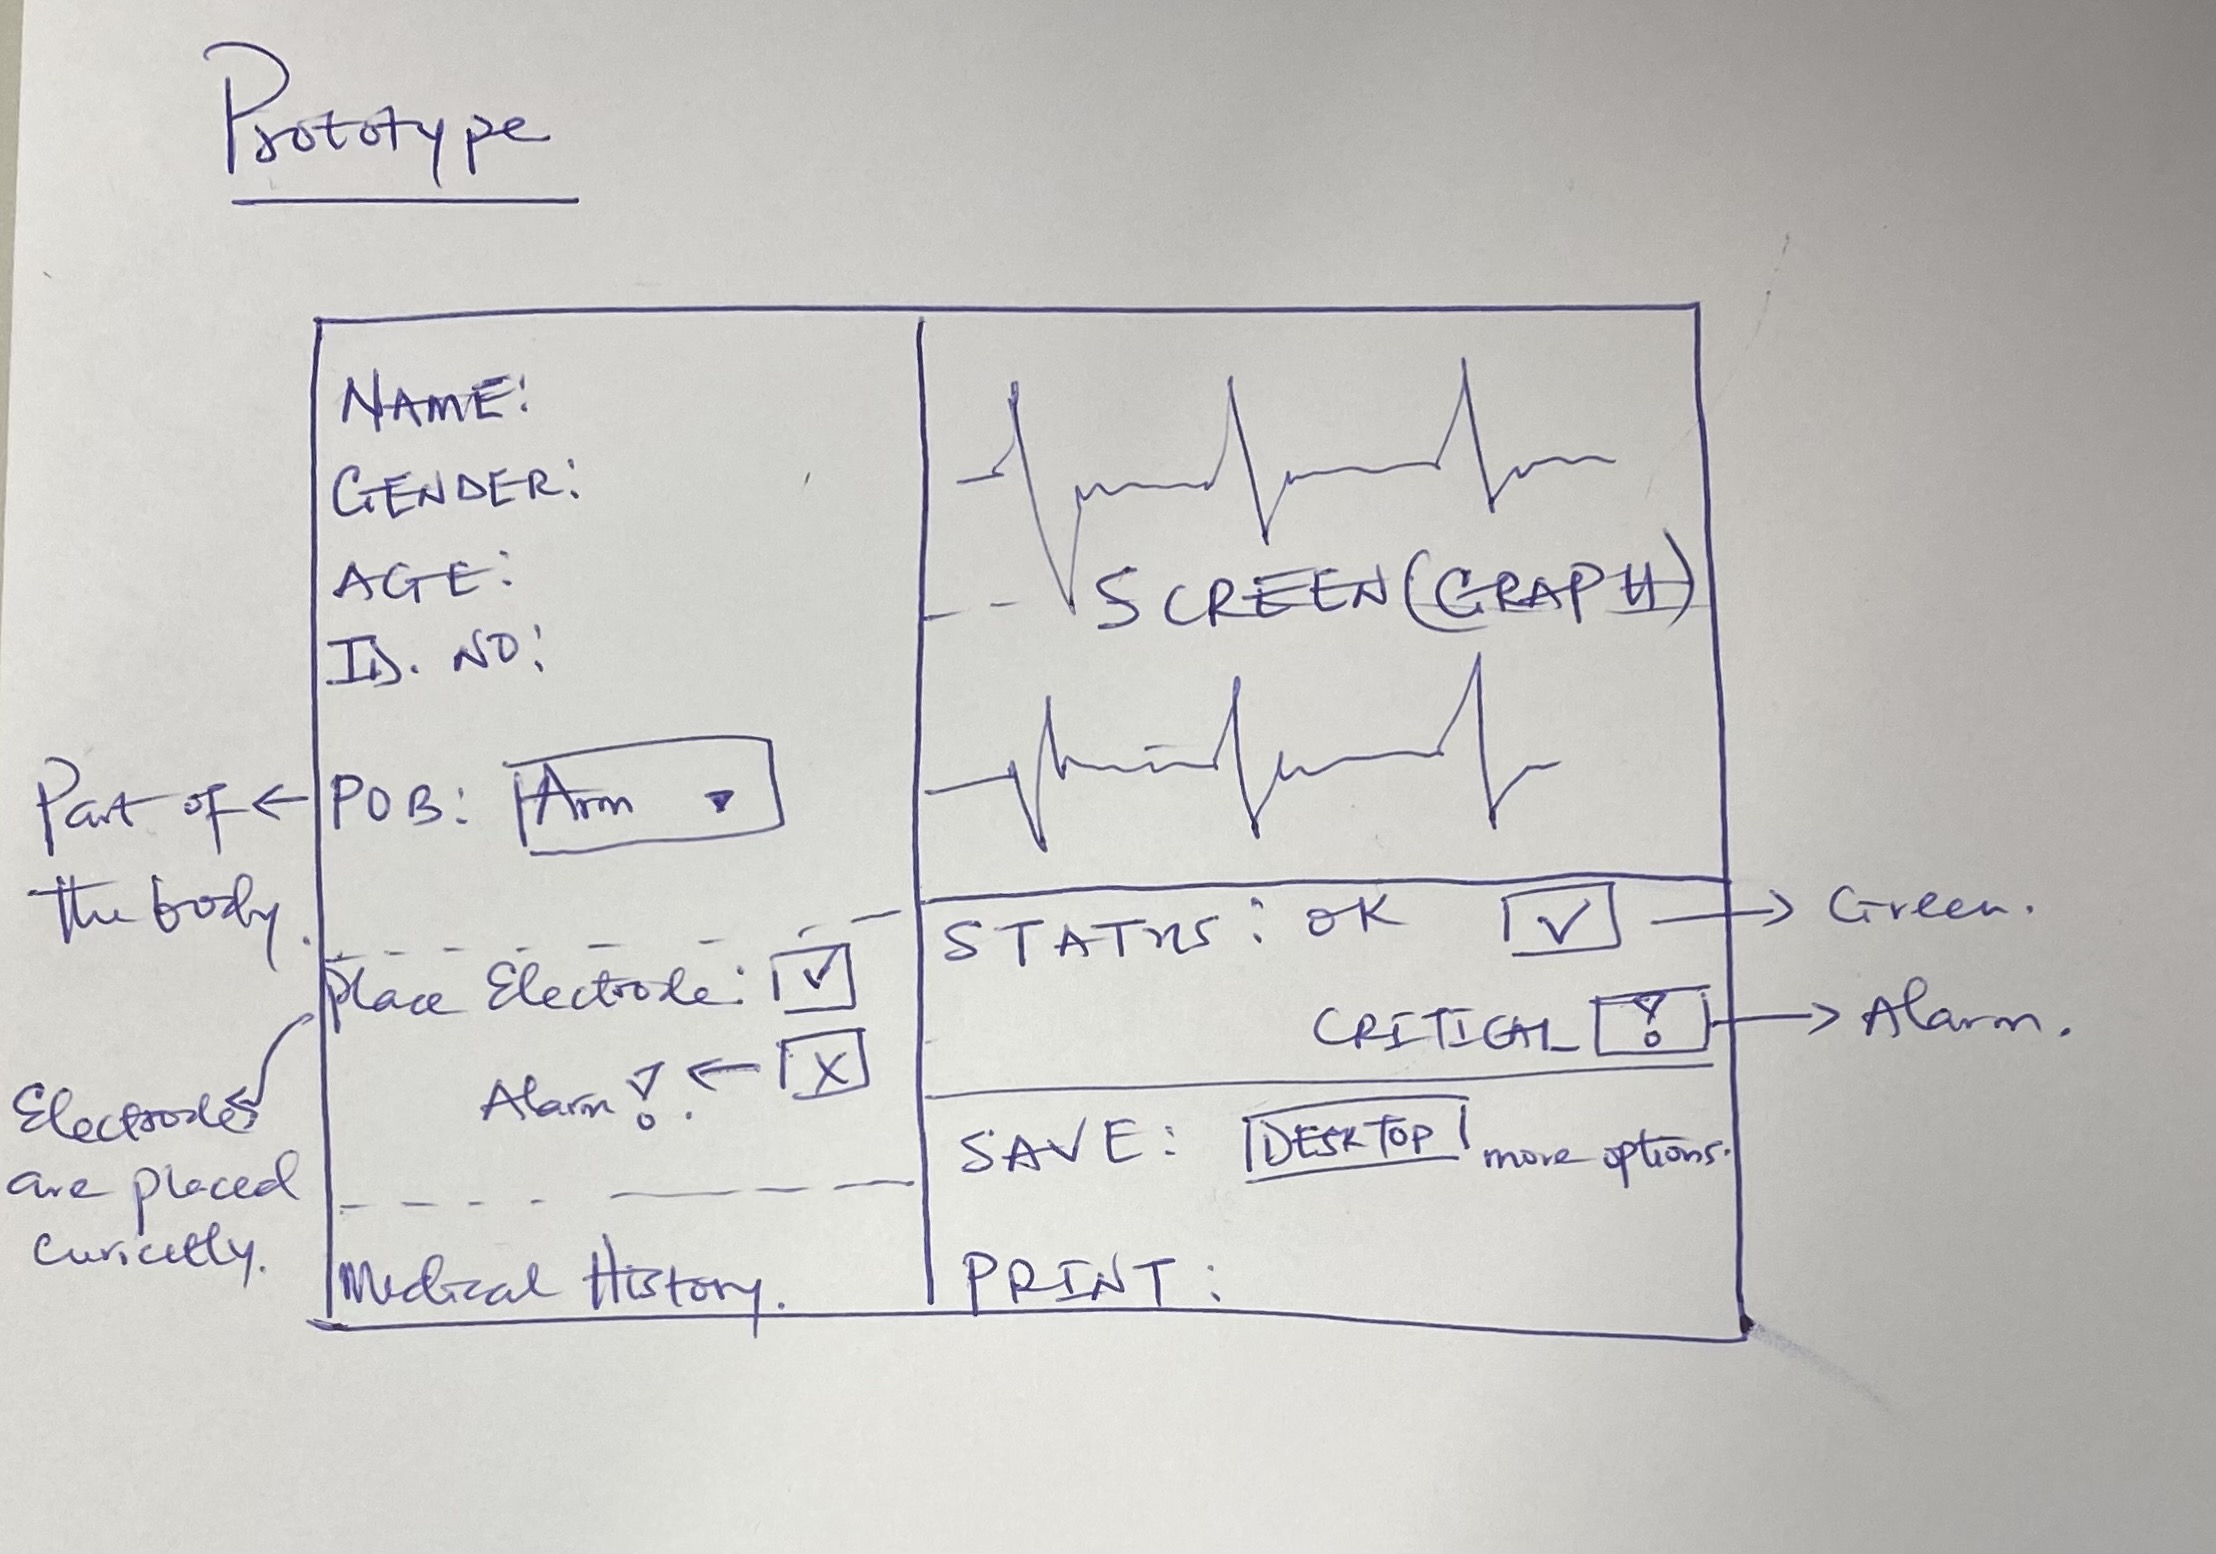 Prototype
NAME:
GENDER:
AGE:
ID. NO:
Part of
the body.
POB: Arm
Place Electrode:
Alarm!.
X
Electrodes
are placed
Medical History.
SCREEN (GRAPH)
STATUS: OK
Green.
CRITICAL !
Alarm.
SAVE: DESKTOP more options.
PRINT: